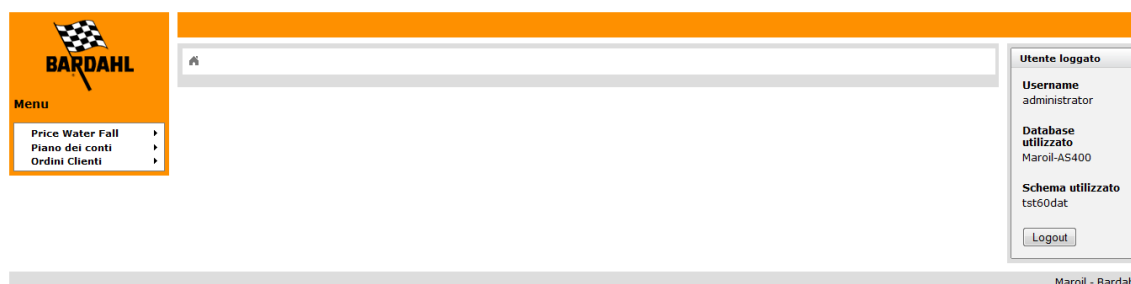 BARDAHL
Menu
Price Water Fall
Piano dei conti
Ordini Clienti
Utente loggato
Username
administrator
Database
utilizzato
Maroil-AS400
Schema utilizzato
tst60dat
Logout
Maroil - Bardahl